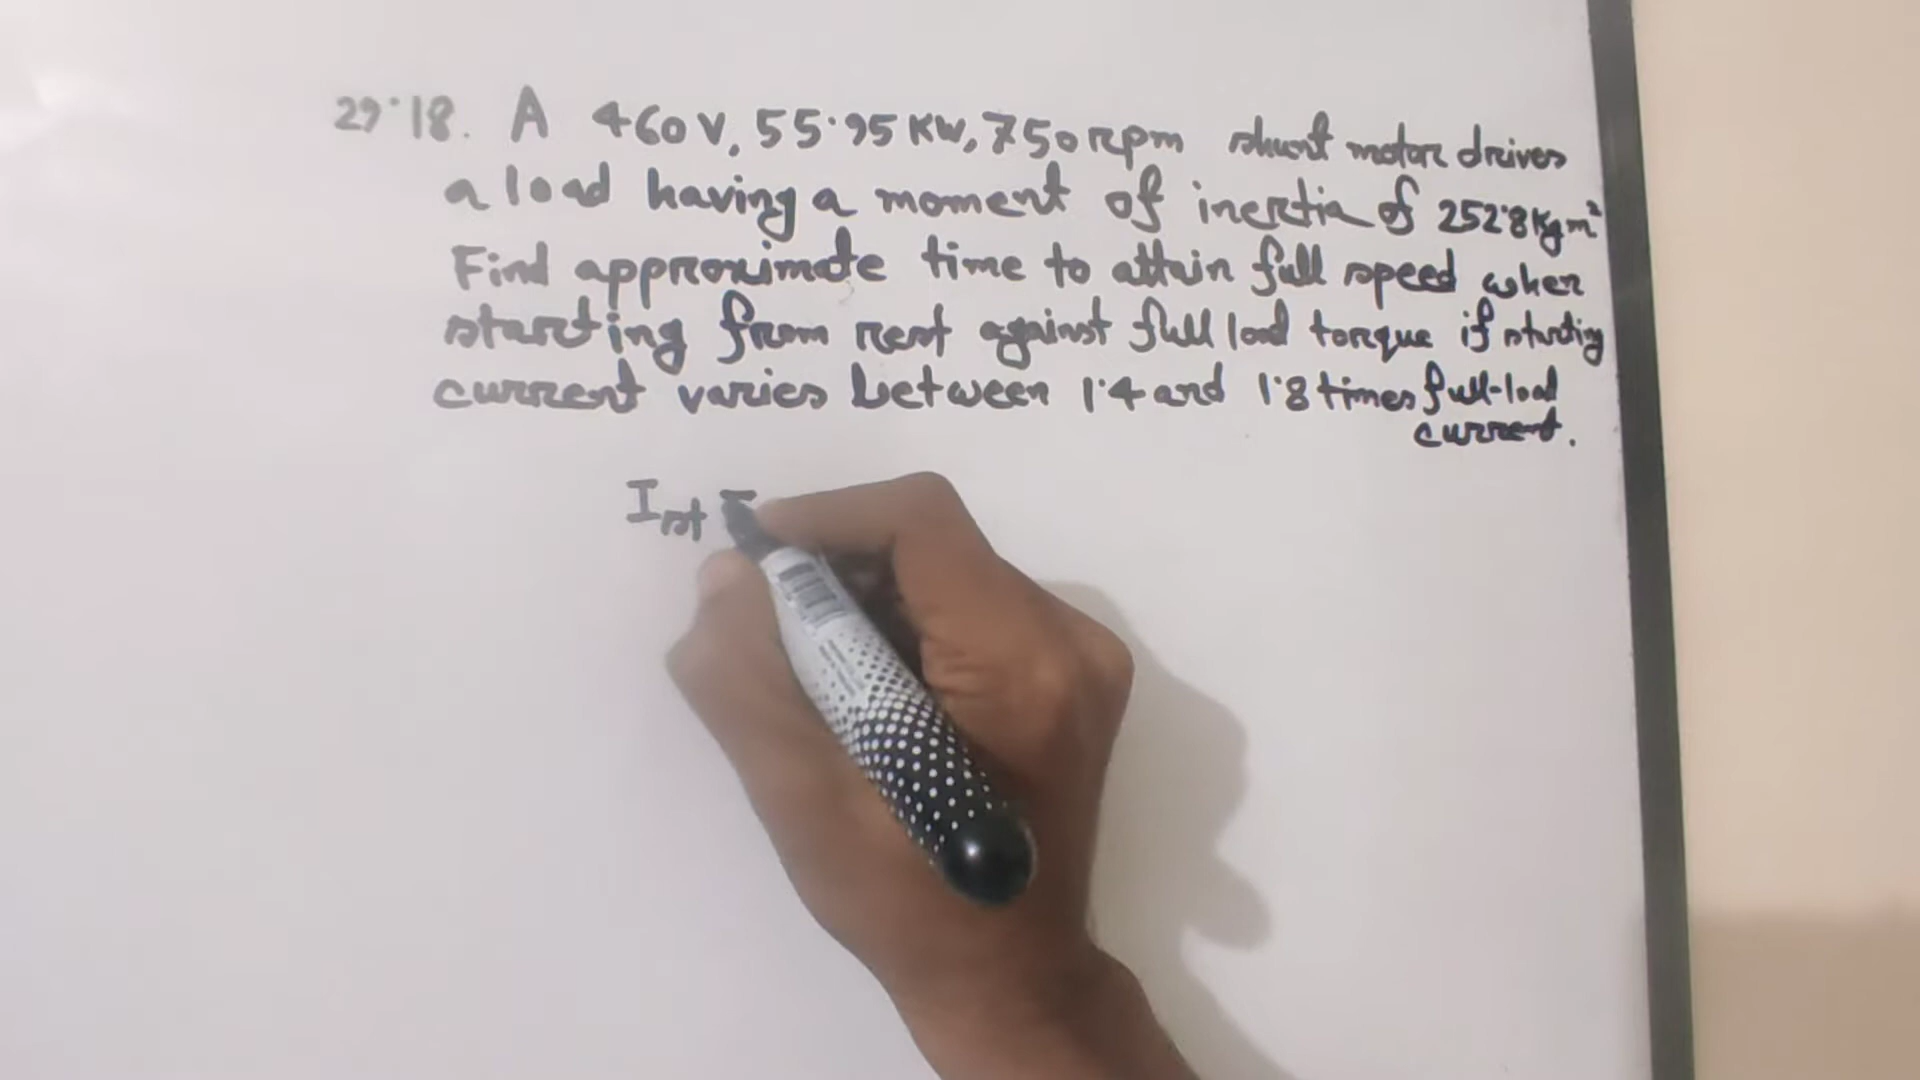 29.18. A 460V, 55.95 KW, 750 rpm shunt motor drives
a load having a moment of inertia of 252.8 kg m²
Find approximate time to attain full speed when
starting from rest against full load torque if starting
current varies between 1.4 and 1.8 times full-load
current.
I st =